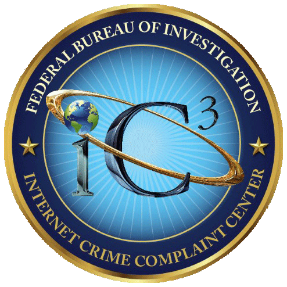 FEDERAL BUREAU OF INVESTIGATION
iC3
INTERNET CRIME COMPLAINT CENTER